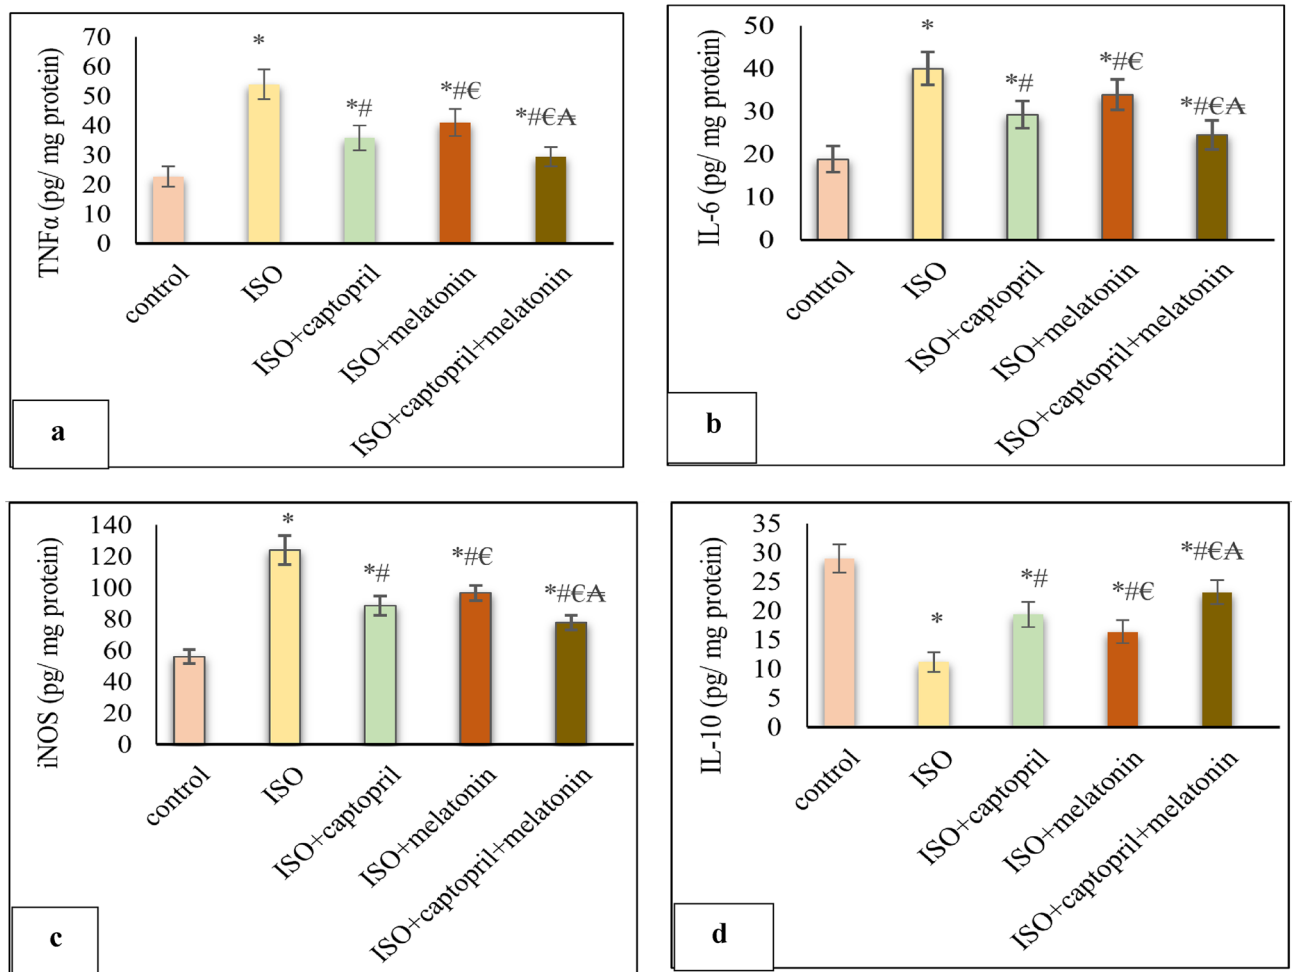 TNFα (pg/ mg protein)
70
60
50
40
30
20
10
0
*
*#
*#€
*#€₳
control
ISO
ISO+captopril
ISO+melatonin
ISO+captopril+melatonin
a
IL-6 (pg/ mg protein)
50
40
30
20
10
0
*
*#
*#€
*#€₳
control
ISO
ISO+captopril
ISO+melatonin
ISO+captopril+melatonin
b
iNOS (pg/ mg protein)
140
120
100
80
60
40
20
0
*
*#
*#€
*#€₳
control
ISO
ISO+captopril
ISO+melatonin
ISO+captopril+melatonin
c
IL-10 (pg/ mg protein)
35
30
25
20
15
10
5
0
*
*#
*#€
*#€₳
control
ISO
ISO+captopril
ISO+melatonin
ISO+captopril+melatonin
d